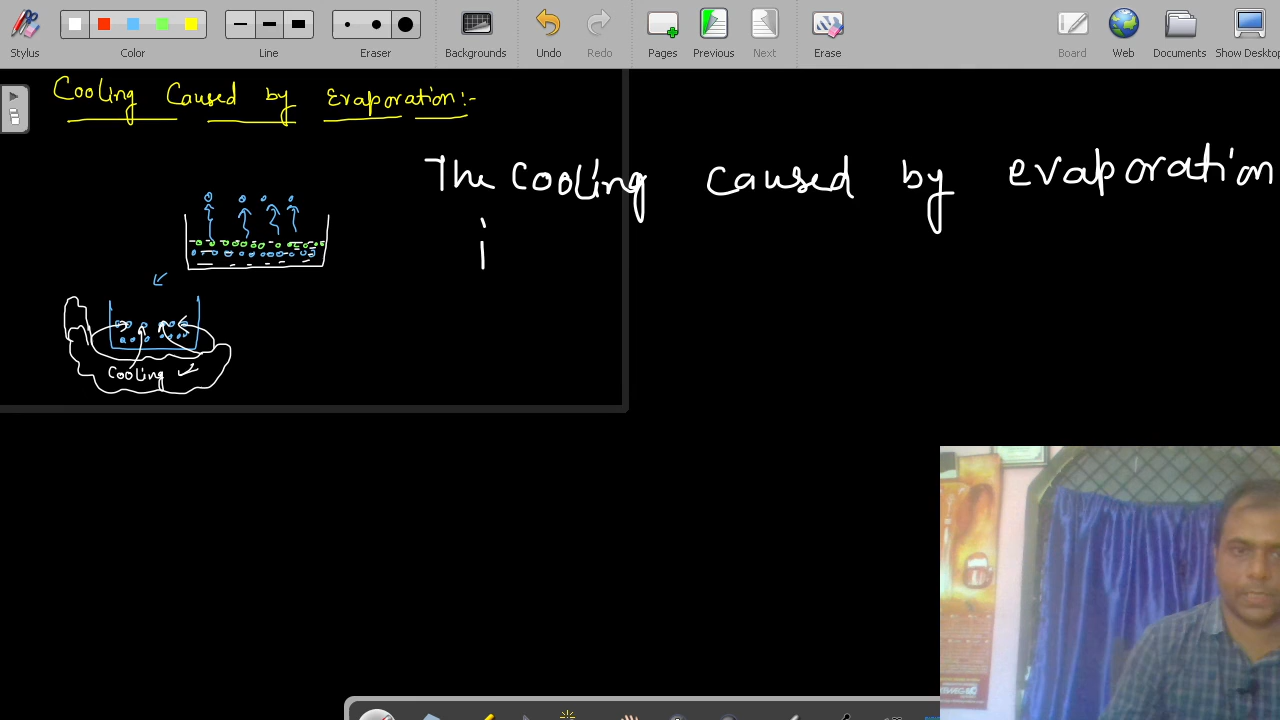 Stylus Color Line Eraser Backgrounds Undo Redo Pages Previous Next Erase Board Web Documents Show Desktop
Cooling Caused by Evaporation:-
The Cooling caused by evaporation
i
Cooling